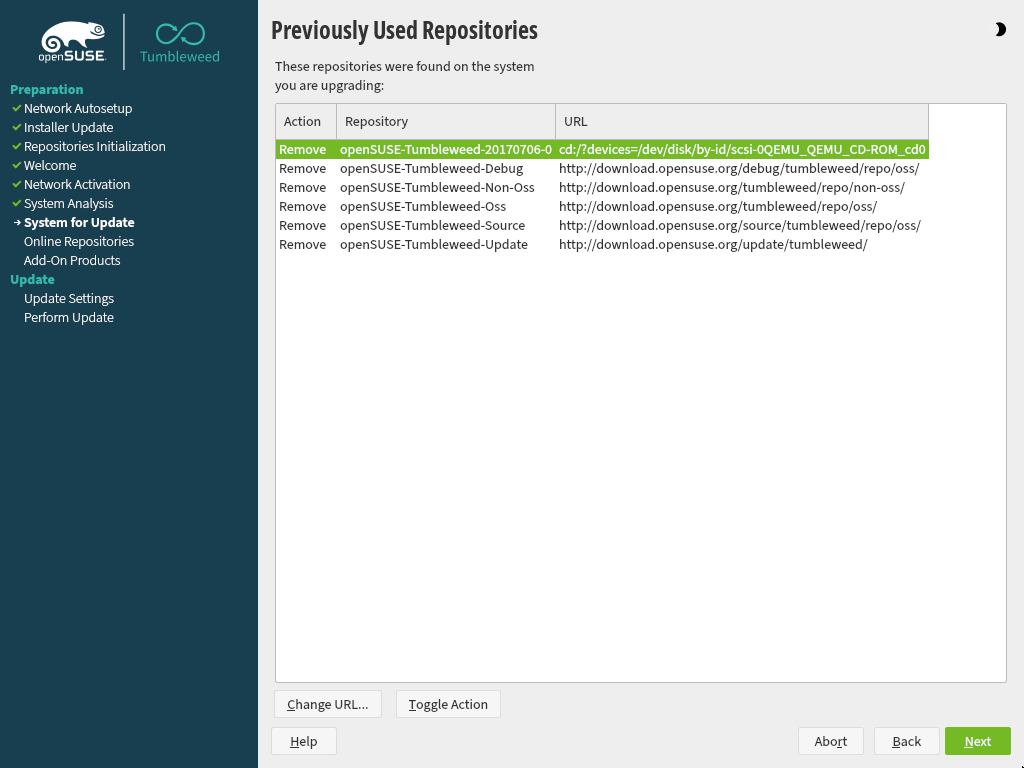 openSUSE.
Tumbleweed
Preparation
Network Autosetup
Installer Update
Repositories Initialization
Welcome
Network Activation
System Analysis
System for Update
Online Repositories
Add-On Products
Update
Update Settings
Perform Update
Previously Used Repositories
These repositories were found on the system
you are upgrading:
Action Repository URL
Remove openSUSE-Tumbleweed-20170706-0 cd:/?devices=/dev/disk/by-id/scsi-0QEMU_QEMU_CD-ROM_cd0
Remove openSUSE-Tumbleweed-Debug http://download.opensuse.org/debug/tumbleweed/repo/oss/
Remove openSUSE-Tumbleweed-Non-Oss http://download.opensuse.org/tumbleweed/repo/non-oss/
Remove openSUSE-Tumbleweed-Oss http://download.opensuse.org/tumbleweed/repo/oss/
Remove openSUSE-Tumbleweed-Source http://download.opensuse.org/source/tumbleweed/repo/oss/
Remove openSUSE-Tumbleweed-Update http://download.opensuse.org/update/tumbleweed/
Change URL... Toggle Action
Help Abort Back Next